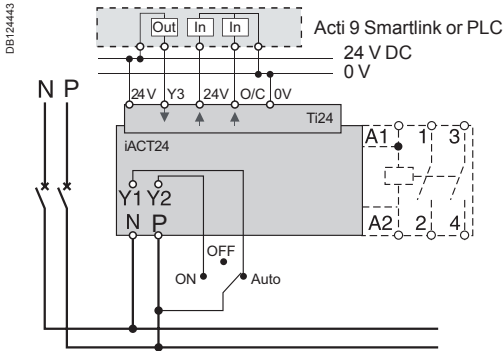 DB124443
Out In In Acti 9 Smartlink or PLC
24 V DC
0 V
N P
24V Y3 24V O/C 0V
Ti24
iACT24
A1 1 3
Y1 Y2
N P
A2 2 4
OFF
ON Auto